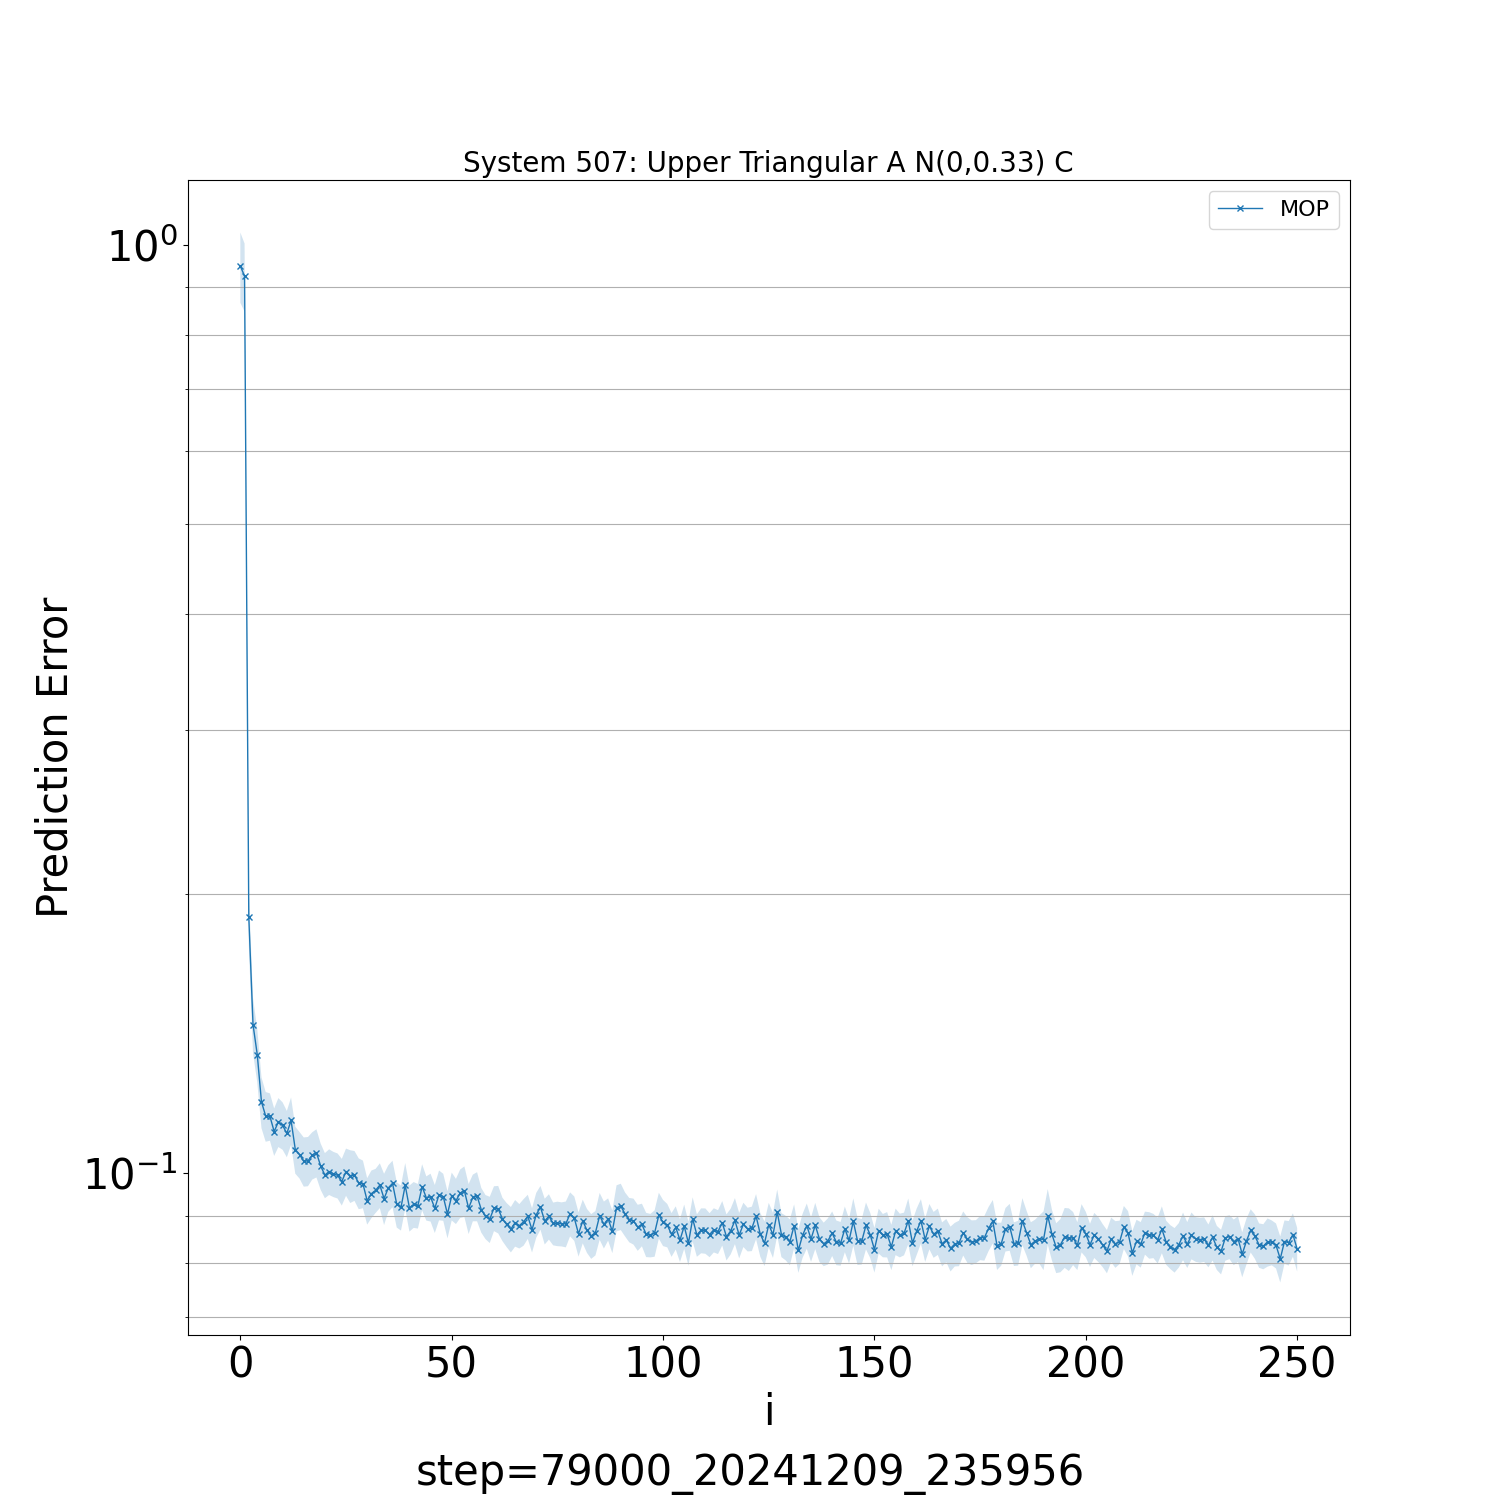 System 507: Upper Triangular A N(0,0.33) C
MOP
10⁰
10⁻¹
Prediction Error
0 50 100 150 200 250
i
step=79000_20241209_235956